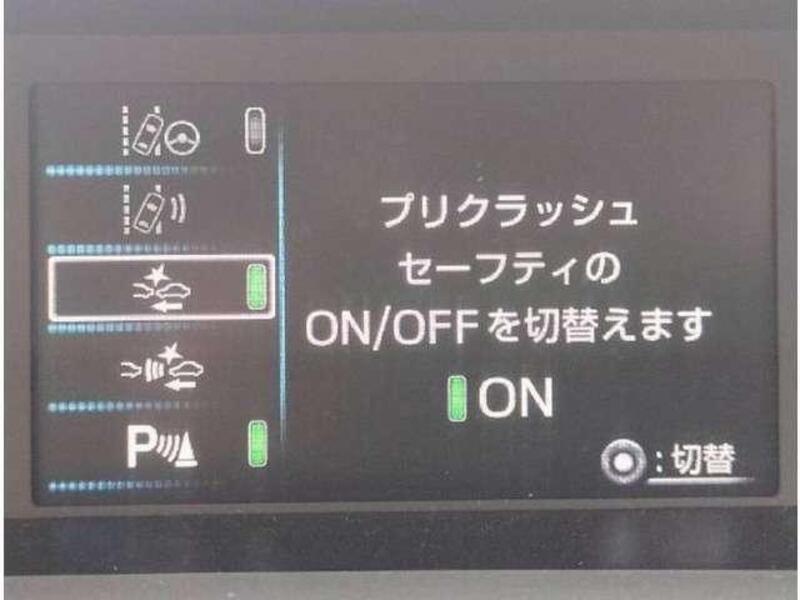 プリクラッシュ
セーフティの
ON/OFFを切替えます
ON
P
:切替